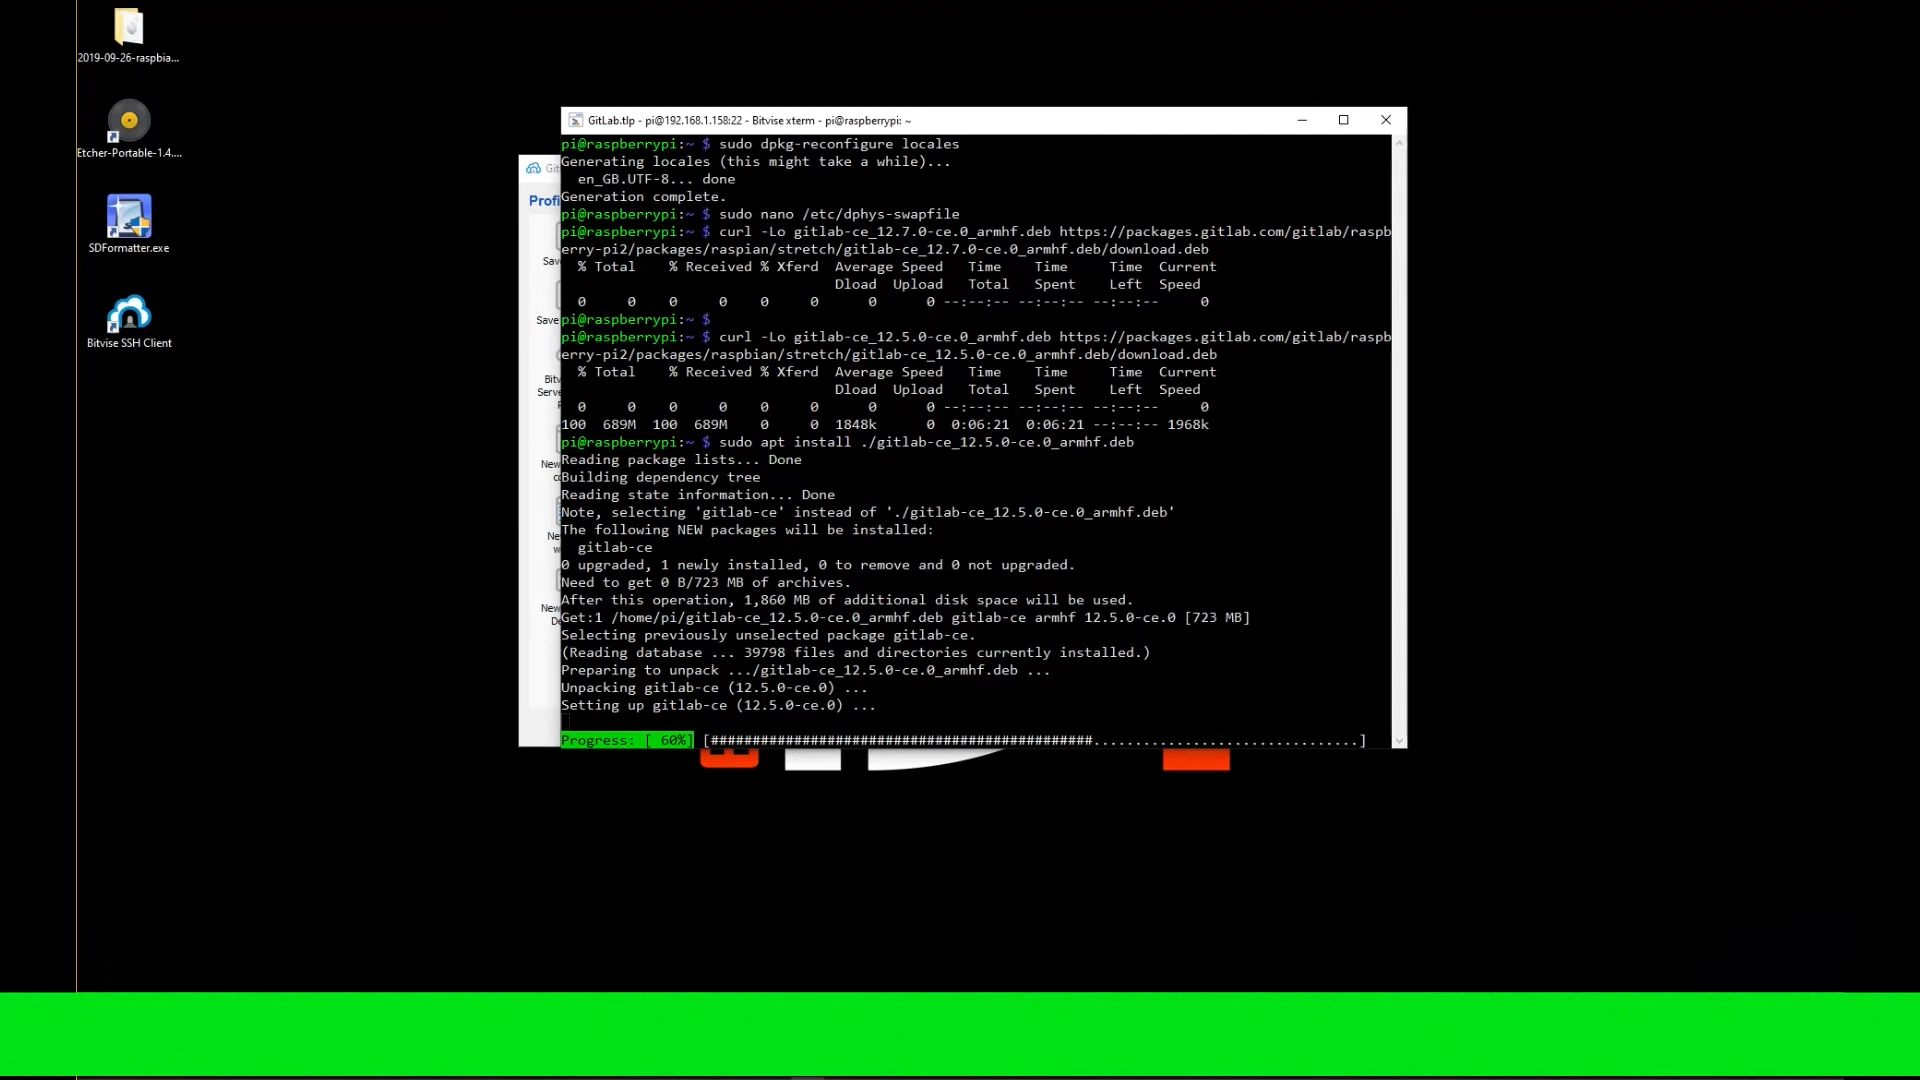 2019-09-26-raspbia...
Etcher-Portable-1.4....
SDFormatter.exe
Bitvise SSH Client
GitLab.tlp - pi@192.168.1.158:22 - Bitvise xterm - pi@raspberrypi: ~
pi@raspberrypi:~ $ sudo dpkg-reconfigure locales
Generating locales (this might take a while)...
en_GB.UTF-8... done
Generation complete.
pi@raspberrypi:~ $ sudo nano /etc/dphys-swapfile
pi@raspberrypi:~ $ curl -Lo gitlab-ce_12.7.0-ce.0_armhf.deb https://packages.gitlab.com/gitlab/raspb
erry-pi2/packages/raspian/stretch/gitlab-ce_12.7.0-ce.0_armhf.deb/download.deb
% Total % Received % Xferd Average Speed Time Time Time Current
Dload Upload Total Spent Left Speed
0 0 0 0 0 0 0 0 --:--:-- --:--:-- --:--:-- 0
pi@raspberrypi:~ $
pi@raspberrypi:~ $ curl -Lo gitlab-ce_12.5.0-ce.0_armhf.deb https://packages.gitlab.com/gitlab/raspb
erry-pi2/packages/raspbian/stretch/gitlab-ce_12.5.0-ce.0_armhf.deb/download.deb
% Total % Received % Xferd Average Speed Time Time Time Current
Dload Upload Total Spent Left Speed
0 0 0 0 0 0 0 0 --:--:-- --:--:-- --:--:-- 0
100 689M 100 689M 0 0 1848k 0 0:06:21 0:06:21 --:--:-- 1968k
pi@raspberrypi:~ $ sudo apt install ./gitlab-ce_12.5.0-ce.0_armhf.deb
Reading package lists... Done
Building dependency tree
Reading state information... Done
Note, selecting 'gitlab-ce' instead of './gitlab-ce_12.5.0-ce.0_armhf.deb'
The following NEW packages will be installed:
gitlab-ce
0 upgraded, 1 newly installed, 0 to remove and 0 not upgraded.
Need to get 0 B/723 MB of archives.
After this operation, 1,860 MB of additional disk space will be used.
Get:1 /home/pi/gitlab-ce_12.5.0-ce.0_armhf.deb gitlab-ce armhf 12.5.0-ce.0 [723 MB]
Selecting previously unselected package gitlab-ce.
(Reading database ... 39798 files and directories currently installed.)
Preparing to unpack .../gitlab-ce_12.5.0-ce.0_armhf.deb ...
Unpacking gitlab-ce (12.5.0-ce.0) ...
Setting up gitlab-ce (12.5.0-ce.0) ...
Progress: [ 60%] [##############################################................................]